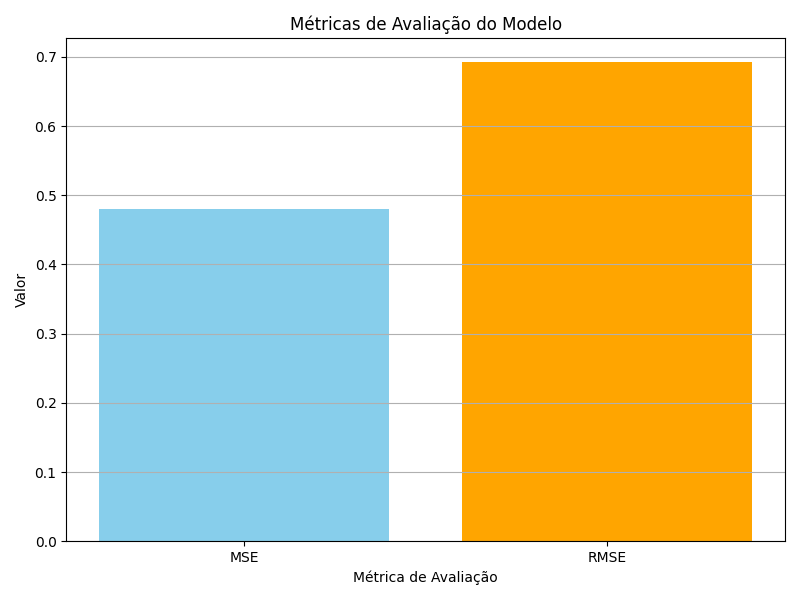 Métricas de Avaliação do Modelo
Valor
0.7
0.6
0.5
0.4
0.3
0.2
0.1
0.0
MSE
RMSE
Métrica de Avaliação